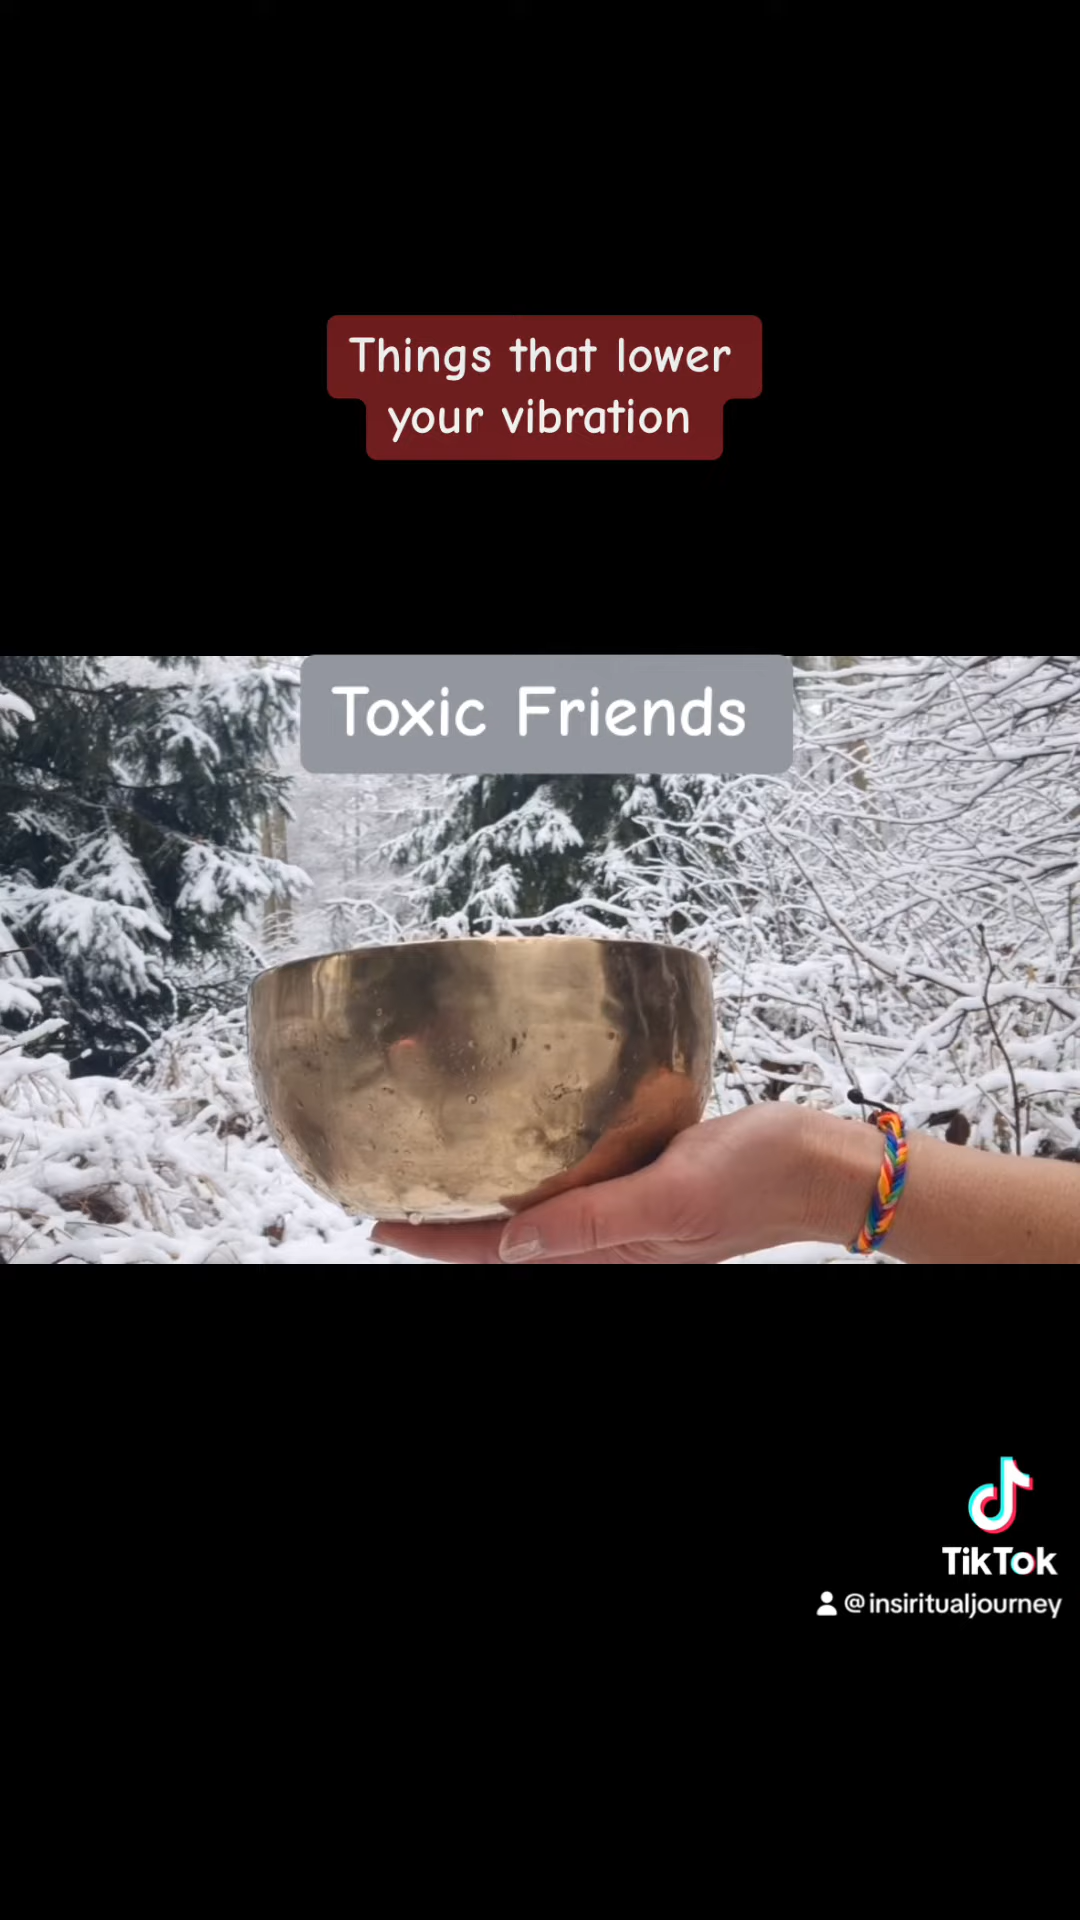 Things that lower
your vibration
Toxic Friends
TikTok
@insiritualjourney